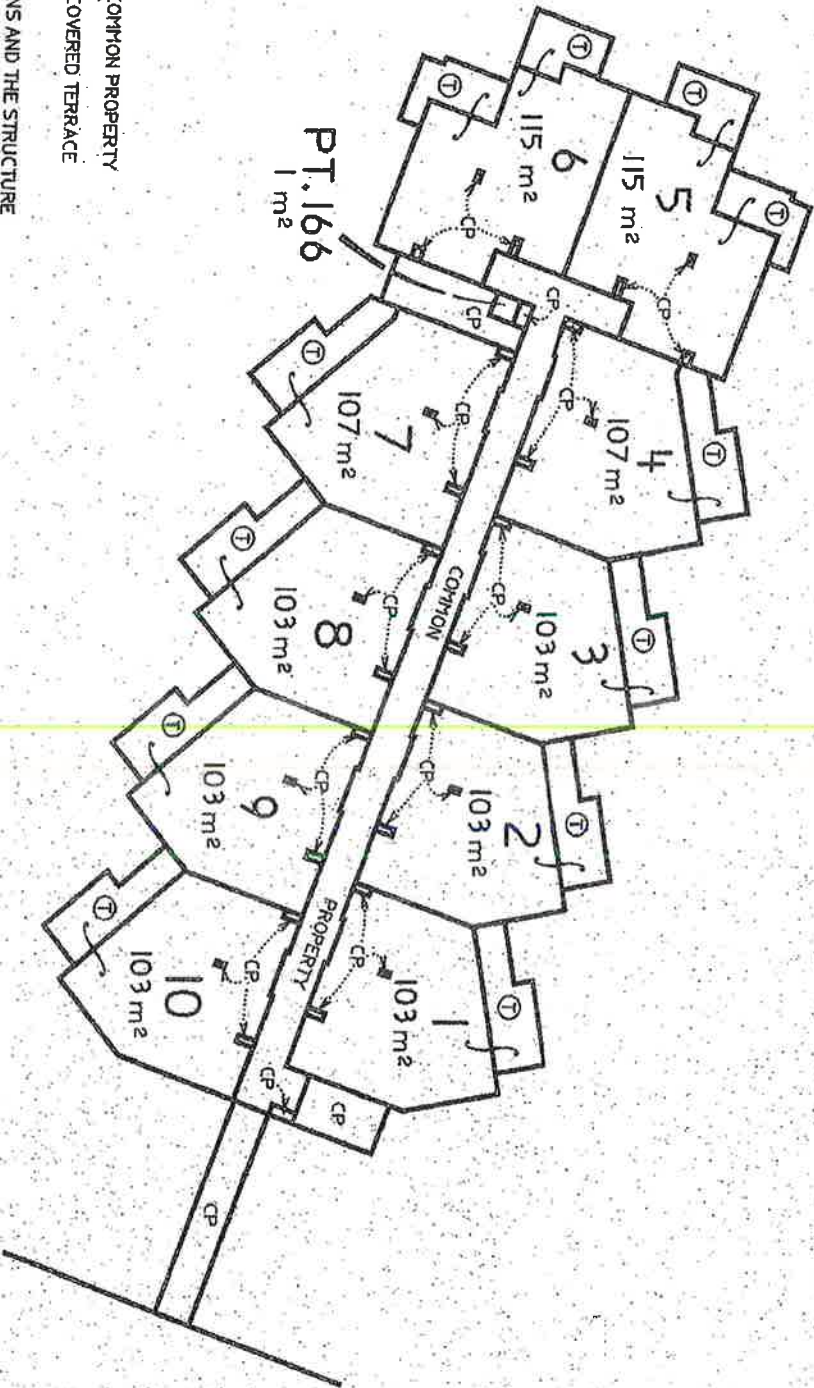 COMMON PROPERTY
COVERED TERRACE
NS AND THE STRUCTURE
PT. 166
1 m²
6
115 m²
T
T
CP
5
115 m²
T
T
CP
CP
CP
4
107 m²
T
CP
3
103 m²
T
CP
2
103 m²
T
CP
1
103 m²
T
CP
7
107 m²
T
CP
8
103 m²
T
CP
9
103 m²
T
CP
10
103 m²
T
CP
COMMON
PROPERTY
CP
CP
CP